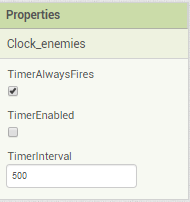 Properties
Clock_enemies
TimerAlwaysFires
TimerEnabled
TimerInterval
500